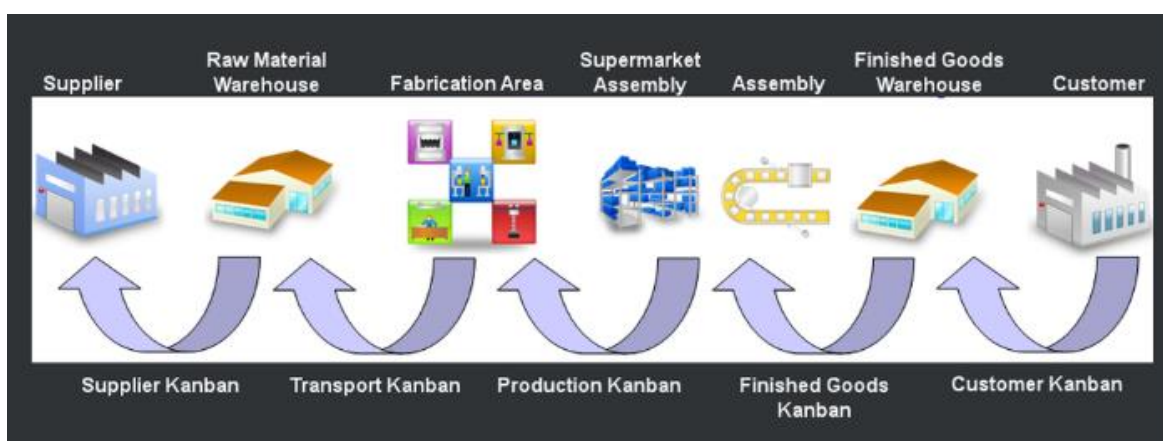 Supplier
Raw Material
Warehouse
Fabrication Area
Supermarket
Assembly
Assembly
Finished Goods
Warehouse
Customer
Supplier Kanban
Transport Kanban
Production Kanban
Finished Goods
Kanban
Customer Kanban